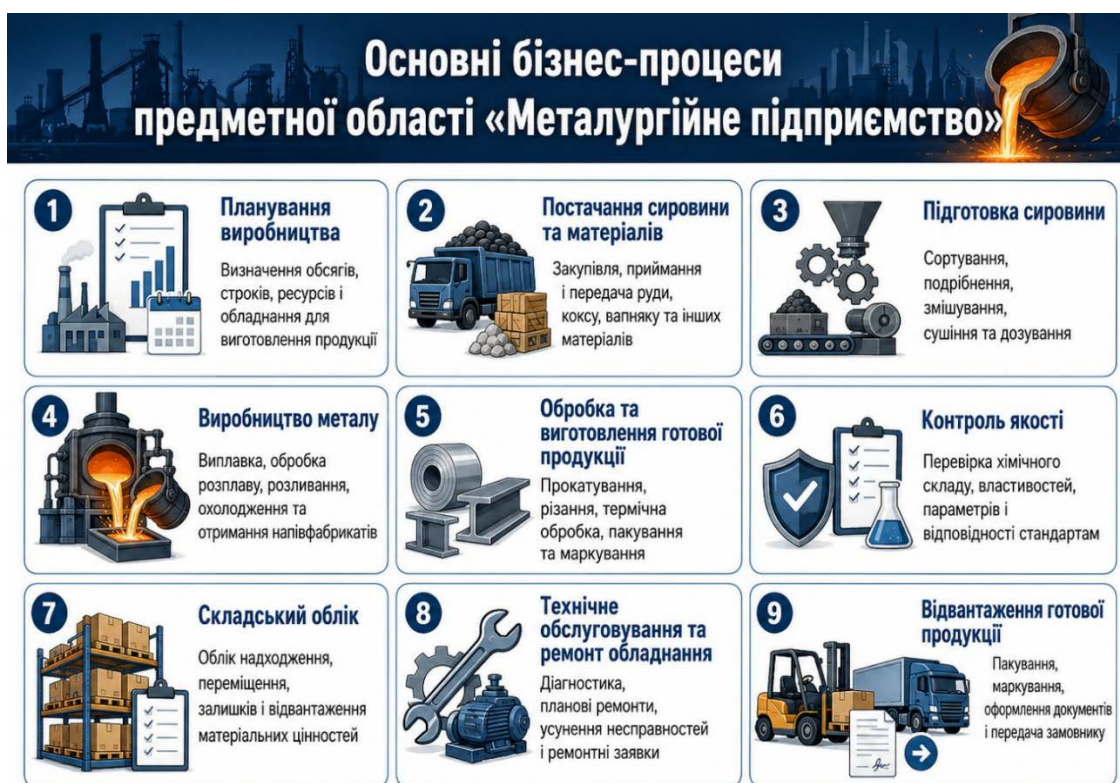 Основні бізнес-процеси
предметної області «Металургійне підприємство»
1
Планування
виробництва
Визначення обсягів,
строків, ресурсів і
обладнання для
виготовлення продукції
2
Постачання сировини
та матеріалів
Закупівля, приймання
і передача руди,
коксу, вапняку та інших
матеріалів
3
Підготовка сировини
Сортування,
подрібнення,
змішування,
сушіння та дозування
4
Виробництво металу
Виплавка, обробка
розплаву, розливання,
охолодження та
отримання напівфабрикатів
5
Обробка та
виготовлення готової
продукції
Прокатування,
різання, термічна
обробка, пакування
та маркування
6
Контроль якості
Перевірка хімічного
складу, властивостей,
параметрів і
відповідності стандартам
7
Складський облік
Облік надходження,
переміщення,
залишків і відвантаження
матеріальних цінностей
8
Технічне
обслуговування та
ремонт обладнання
Діагностика,
планові ремонти,
усунення несправностей
і ремонтні заявки
9
Відвантаження готової
продукції
Пакування,
маркування,
оформлення документів
і передача замовнику